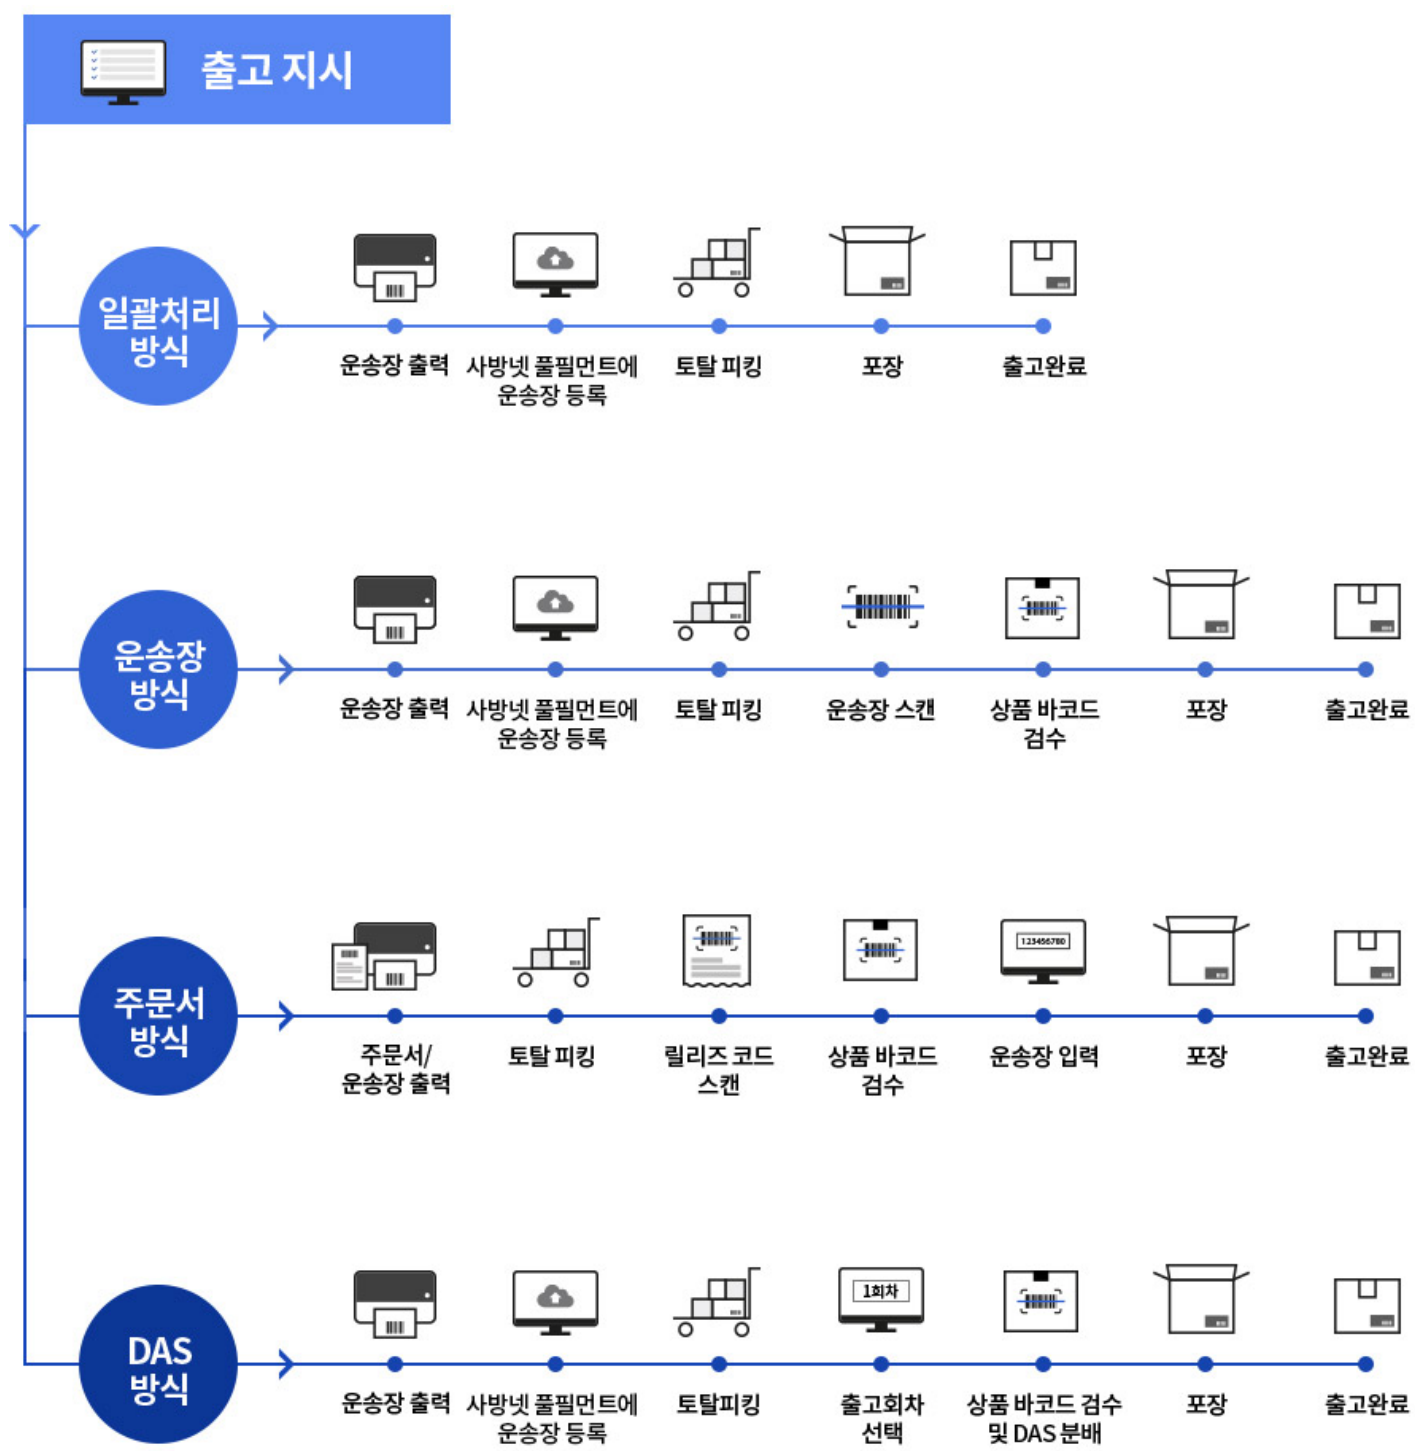 출고 지시
일괄처리
방식
운송장 출력
사방넷 풀필먼트에
운송장 등록
토탈 피킹
포장
출고완료
운송장
방식
운송장 출력
사방넷 풀필먼트에
운송장 등록
토탈 피킹
운송장 스캔
상품 바코드
검수
포장
출고완료
주문서
방식
123456780
주문서/
운송장 출력
토탈 피킹
릴리즈 코드
스캔
상품 바코드
검수
운송장 입력
포장
출고완료
DAS
방식
1회차
운송장 출력
사방넷 풀필먼트에
운송장 등록
토탈피킹
출고회차
선택
상품 바코드 검수
및 DAS 분배
포장
출고완료